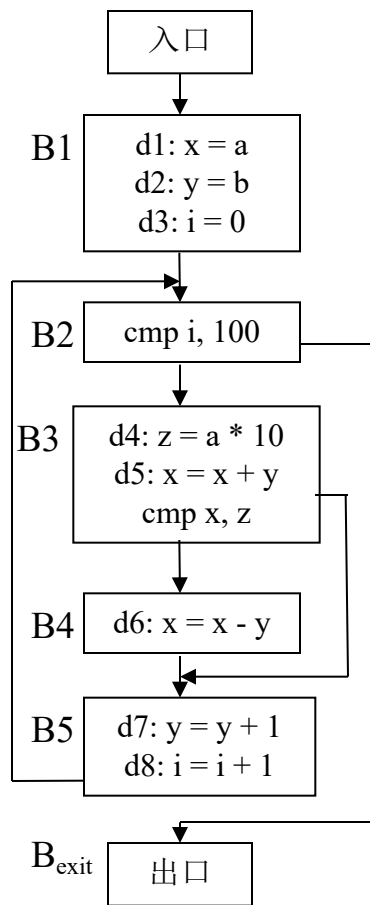 入口
B1
d1: x = a
d2: y = b
d3: i = 0
B2
cmp i, 100
B3
d4: z = a * 10
d5: x = x + y
cmp x, z
B4
d6: x = x - y
B5
d7: y = y + 1
d8: i = i + 1
Bexit
出口